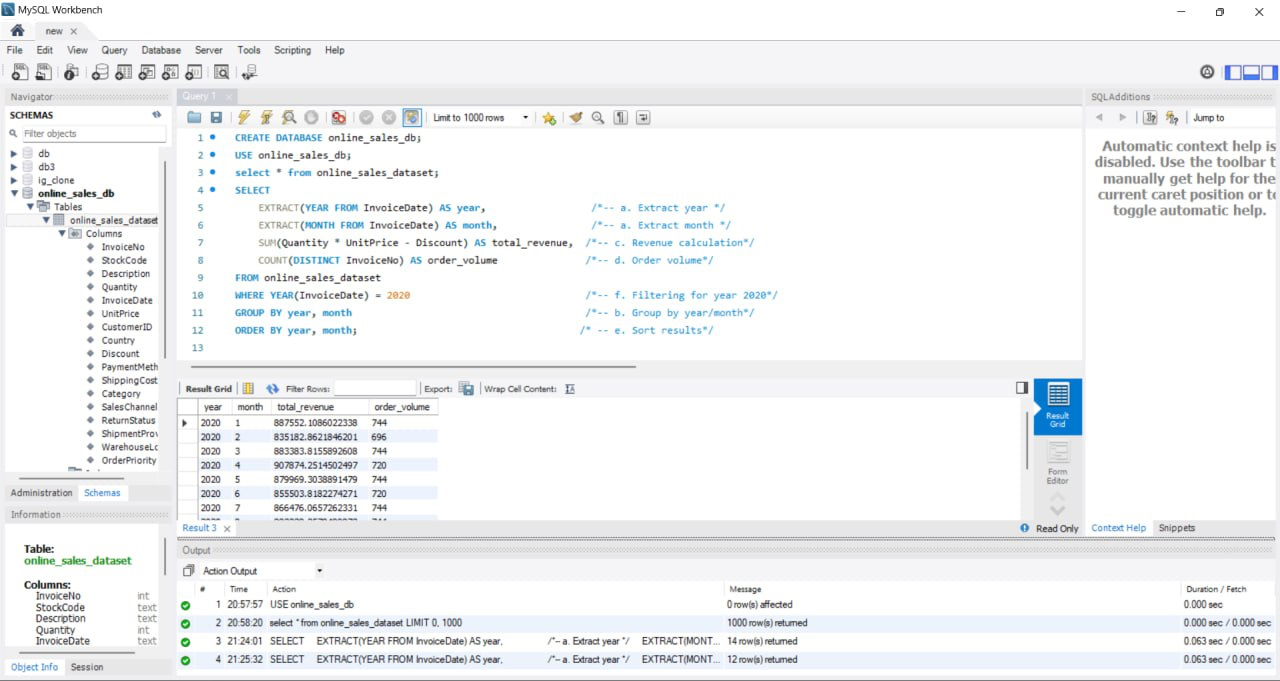 MySQL Workbench
new
File Edit View Query Database Server Tools Scripting Help
Navigator
SCHEMAS
Filter objects
db
db3
ig_clone
online_sales_db
Tables
online_sales_dataset
Columns
InvoiceNo
StockCode
Description
Quantity
InvoiceDate
UnitPrice
CustomerID
Country
Discount
PaymentMeth
ShippingCost
Category
SalesChannel
ReturnStatus
ShipmentProv
WarehouseLc
OrderPriority
Administration Schemas
Information
Table:
online_sales_dataset
Columns:
InvoiceNo int
StockCode text
Description text
Quantity int
InvoiceDate text
Object Info Session
Query 1
Limit to 1000 rows
1 CREATE DATABASE online_sales_db;
2 USE online_sales_db;
3 select * from online_sales_dataset;
4 SELECT
5 EXTRACT(YEAR FROM InvoiceDate) AS year, /*-- a. Extract year */
6 EXTRACT(MONTH FROM InvoiceDate) AS month, /*-- a. Extract month */
7 SUM(Quantity * UnitPrice - Discount) AS total_revenue, /*-- c. Revenue calculation*/
8 COUNT(DISTINCT InvoiceNo) AS order_volume /*-- d. Order volume*/
9 FROM online_sales_dataset
10 WHERE YEAR(InvoiceDate) = 2020 /*-- f. Filtering for year 2020*/
11 GROUP BY year, month /*-- b. Group by year/month*/
12 ORDER BY year, month; /* -- e. Sort results*/
13
Result Grid Filter Rows: Export: Wrap Cell Content:
year month total_revenue order_volume
2020 1 887552.1086022338 744
2020 2 835182.8621846201 696
2020 3 883383.8155892608 744
2020 4 907874.2514502497 720
2020 5 879969.3038891479 744
2020 6 855503.8182274271 720
2020 7 866476.0657262331 744
Result
Grid
Form
Editor
Result 3
Read Only
SQLAdditions
Jump to
Automatic context help is
disabled. Use the toolbar t
manually get help for the
current caret position or to
toggle automatic help.
Context Help Snippets
Output
Action Output
# Time Action Message Duration / Fetch
1 20:57:57 USE online_sales_db 0 row(s) affected 0.000 sec
2 20:58:20 select * from online_sales_dataset LIMIT 0, 1000 1000 row(s) returned 0.000 sec / 0.000 sec
3 21:24:01 SELECT EXTRACT(YEAR FROM InvoiceDate) AS year, /*-- a. Extract year */ EXTRACT(MONT... 14 row(s) returned 0.063 sec / 0.000 sec
4 21:25:32 SELECT EXTRACT(YEAR FROM InvoiceDate) AS year, /*-- a. Extract year */ EXTRACT(MONT... 12 row(s) returned 0.063 sec / 0.000 sec